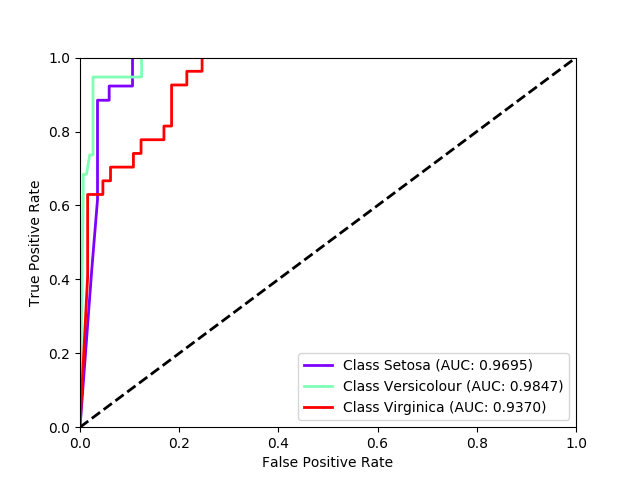 1.0
0.8
0.6
0.4
0.2
0.0
True Positive Rate
Class Setosa (AUC: 0.9695)
Class Versicolour (AUC: 0.9847)
Class Virginica (AUC: 0.9370)
0.0 0.2 0.4 0.6 0.8 1.0
False Positive Rate